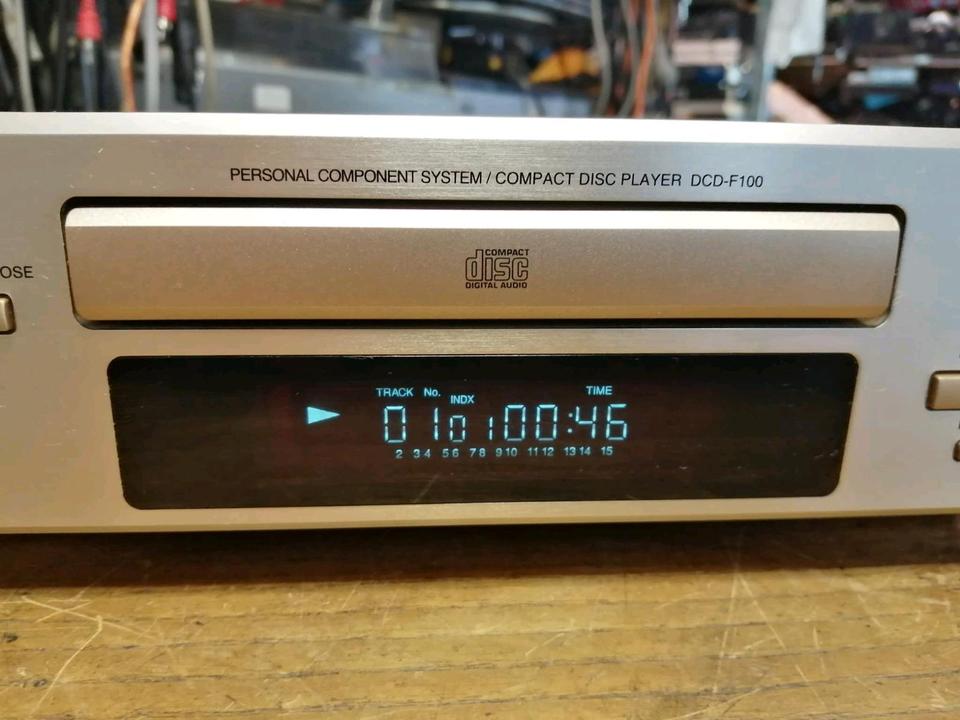 PERSONAL COMPONENT SYSTEM / COMPACT DISC PLAYER DCD-F100
OSE
COMPACT
disc
DIGITAL AUDIO
TRACK No. INDX TIME
01 01 00:46
2 3 4 5 6 7 8 9 10 11 12 13 14 15